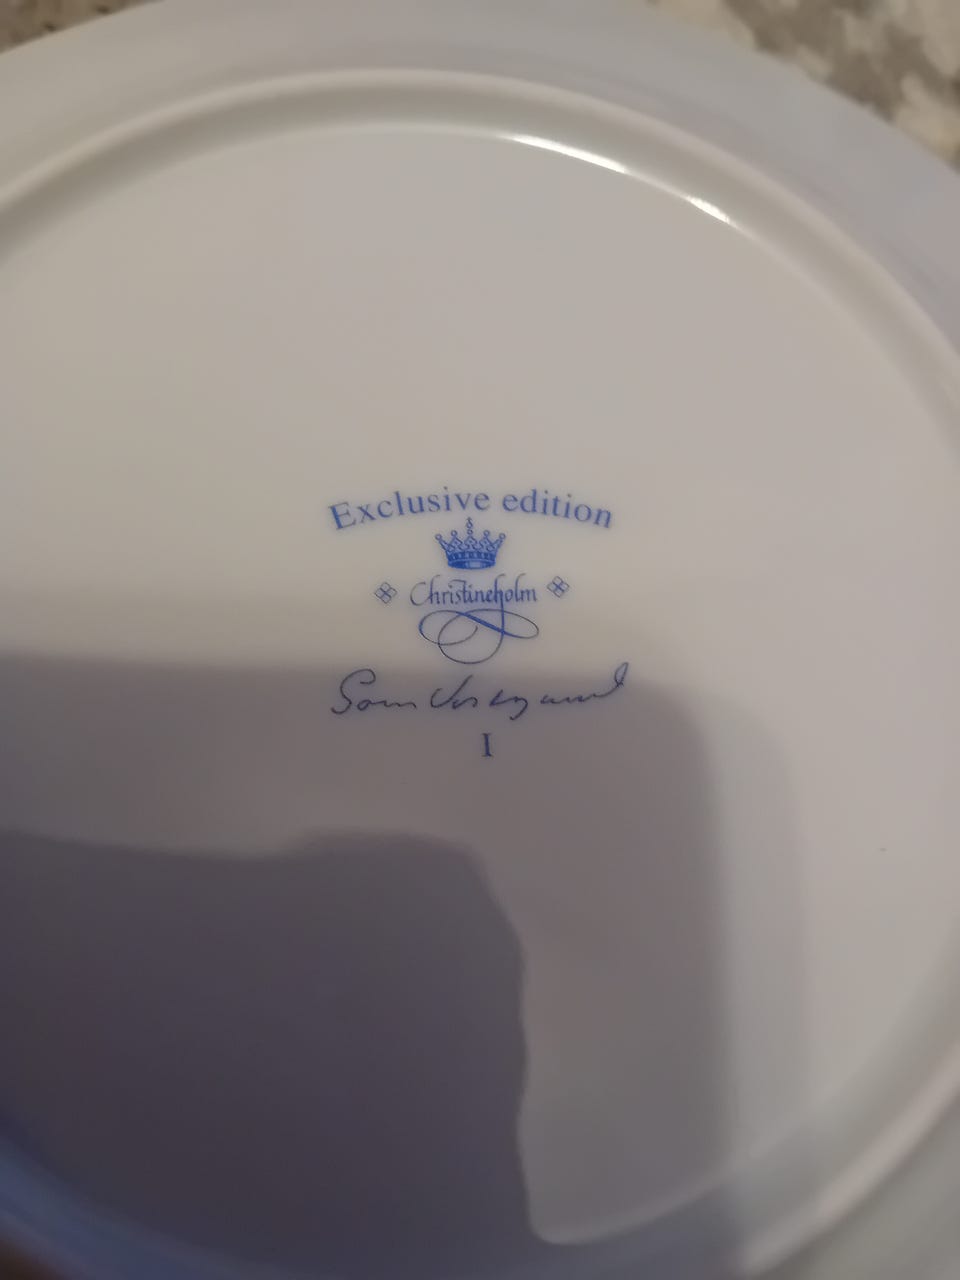 Exclusive edition
Christineholm
I